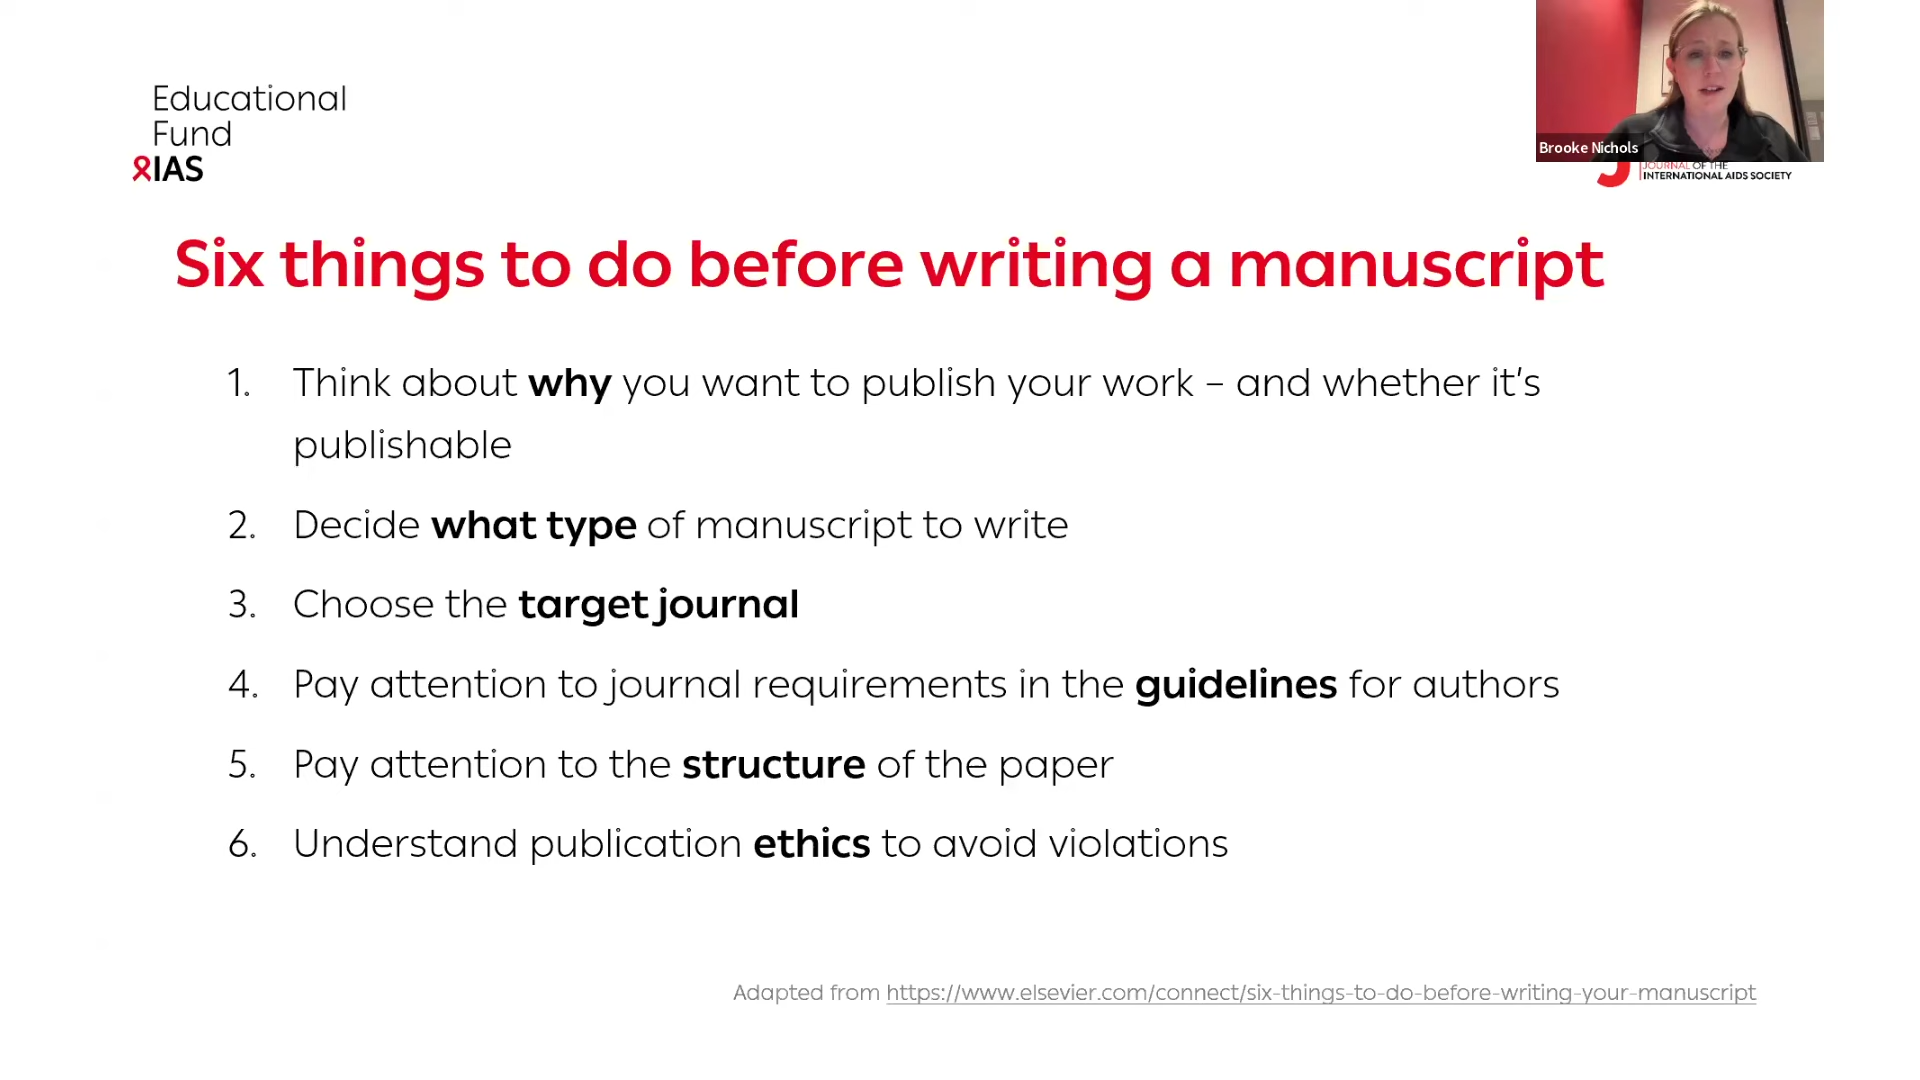 Educational
Fund
IAS
Brooke Nichols
JOURNAL OF THE
INTERNATIONAL AIDS SOCIETY
Six things to do before writing a manuscript
1. Think about why you want to publish your work – and whether it's
publishable
2. Decide what type of manuscript to write
3. Choose the target journal
4. Pay attention to journal requirements in the guidelines for authors
5. Pay attention to the structure of the paper
6. Understand publication ethics to avoid violations
Adapted from https://www.elsevier.com/connect/six-things-to-do-before-writing-your-manuscript